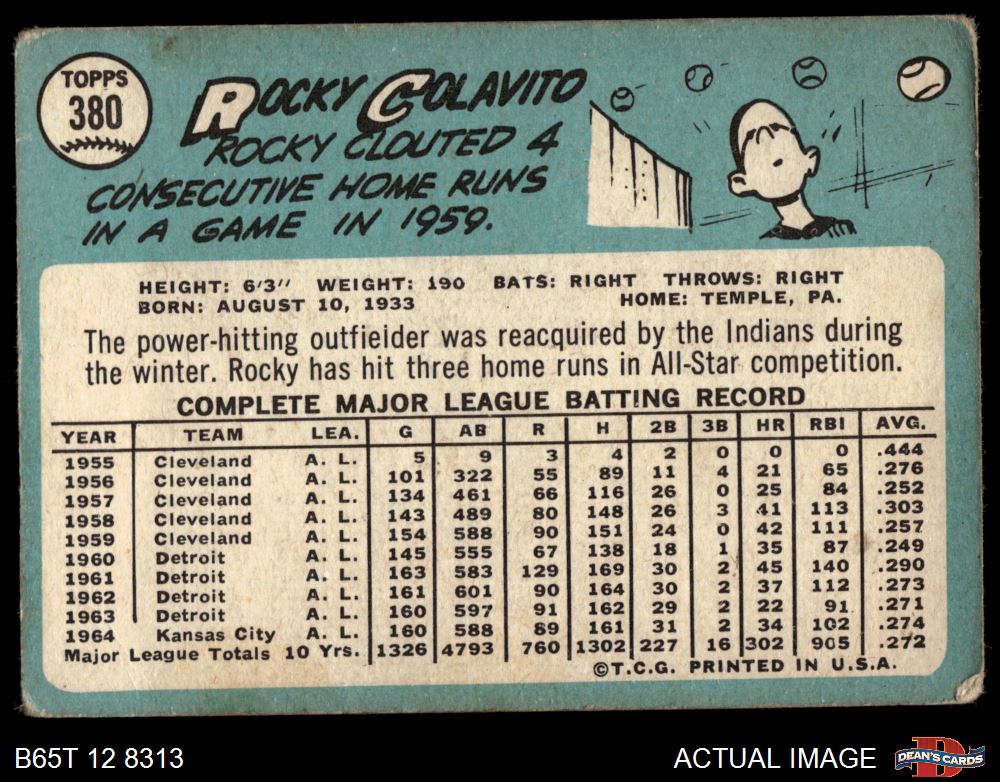 TOPPS
380
ROCKY COLAVITO
ROCKY CLOUTED 4
CONSECUTIVE HOME RUNS
IN A GAME IN 1959.
HEIGHT: 6'3" WEIGHT: 190 BATS: RIGHT THROWS: RIGHT
BORN: AUGUST 10, 1933 HOME: TEMPLE, PA.
The power-hitting outfielder was reacquired by the Indians during
the winter. Rocky has hit three home runs in All-Star competition.
COMPLETE MAJOR LEAGUE BATTING RECORD
YEAR TEAM LEA. G AB R H 2B 3B HR RBI AVG.
1955 Cleveland A. L. 5 9 3 4 2 0 0 0 .444
1956 Cleveland A. L. 101 322 55 89 11 4 21 65 .276
1957 Cleveland A. L. 134 461 66 116 26 0 25 84 .252
1958 Cleveland A. L. 143 489 80 148 26 3 41 113 .303
1959 Cleveland A. L. 154 588 90 151 24 0 42 111 .257
1960 Detroit A. L. 145 555 67 138 18 1 35 87 .249
1961 Detroit A. L. 163 583 129 169 30 2 45 140 .290
1962 Detroit A. L. 161 601 90 164 30 2 37 112 .273
1963 Detroit A. L. 160 597 91 162 29 2 22 91 .271
1964 Kansas City A. L. 160 588 89 161 31 2 34 102 .274
Major League Totals 10 Yrs. 1326 4793 760 1302 227 16 302 905 .272
©T.C.G. PRINTED IN U.S.A.
B65T 12 8313
ACTUAL IMAGE
D
DEAN'S CARDS